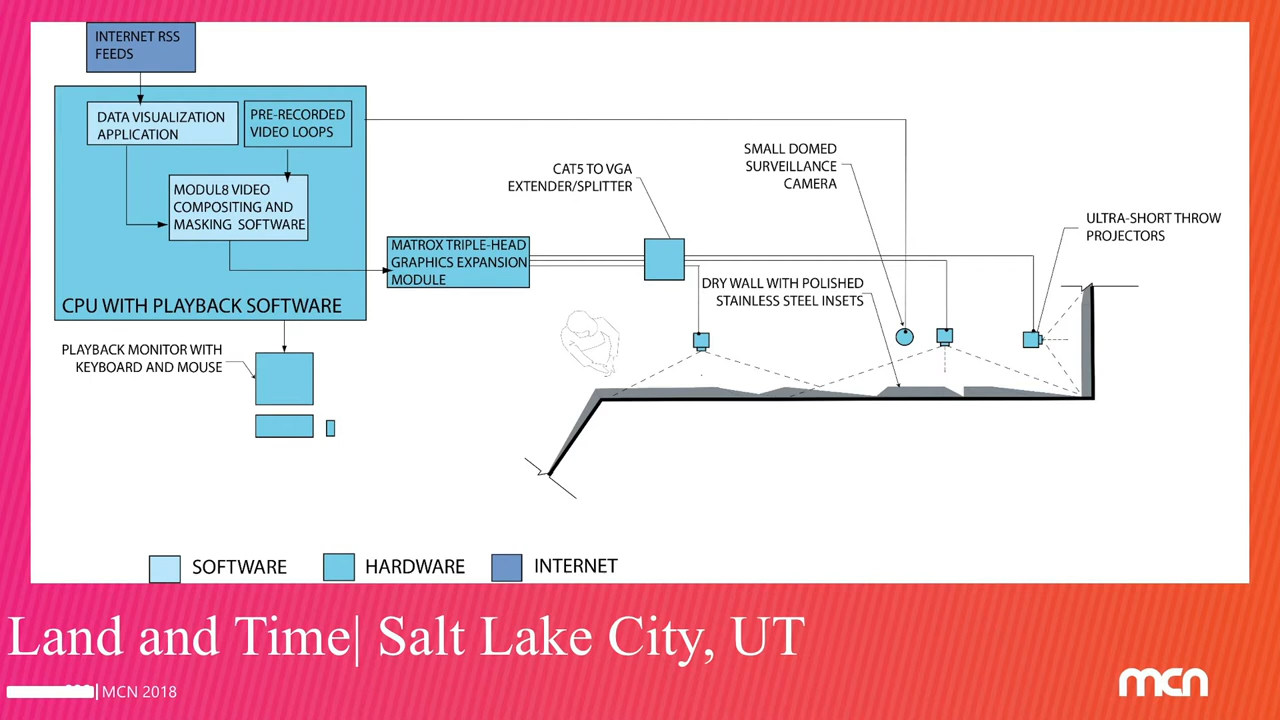 INTERNET RSS
FEEDS
DATA VISUALIZATION
APPLICATION
PRE-RECORDED
VIDEO LOOPS
MODUL8 VIDEO
COMPOSITING AND
MASKING SOFTWARE
CPU WITH PLAYBACK SOFTWARE
MATROX TRIPLE-HEAD
GRAPHICS EXPANSION
MODULE
CAT5 TO VGA
EXTENDER/SPLITTER
SMALL DOMED
SURVEILLANCE
CAMERA
ULTRA-SHORT THROW
PROJECTORS
DRY WALL WITH POLISHED
STAINLESS STEEL INSETS
PLAYBACK MONITOR WITH
KEYBOARD AND MOUSE
SOFTWARE
HARDWARE
INTERNET
Land and Time| Salt Lake City, UT
| MCN 2018
mcn